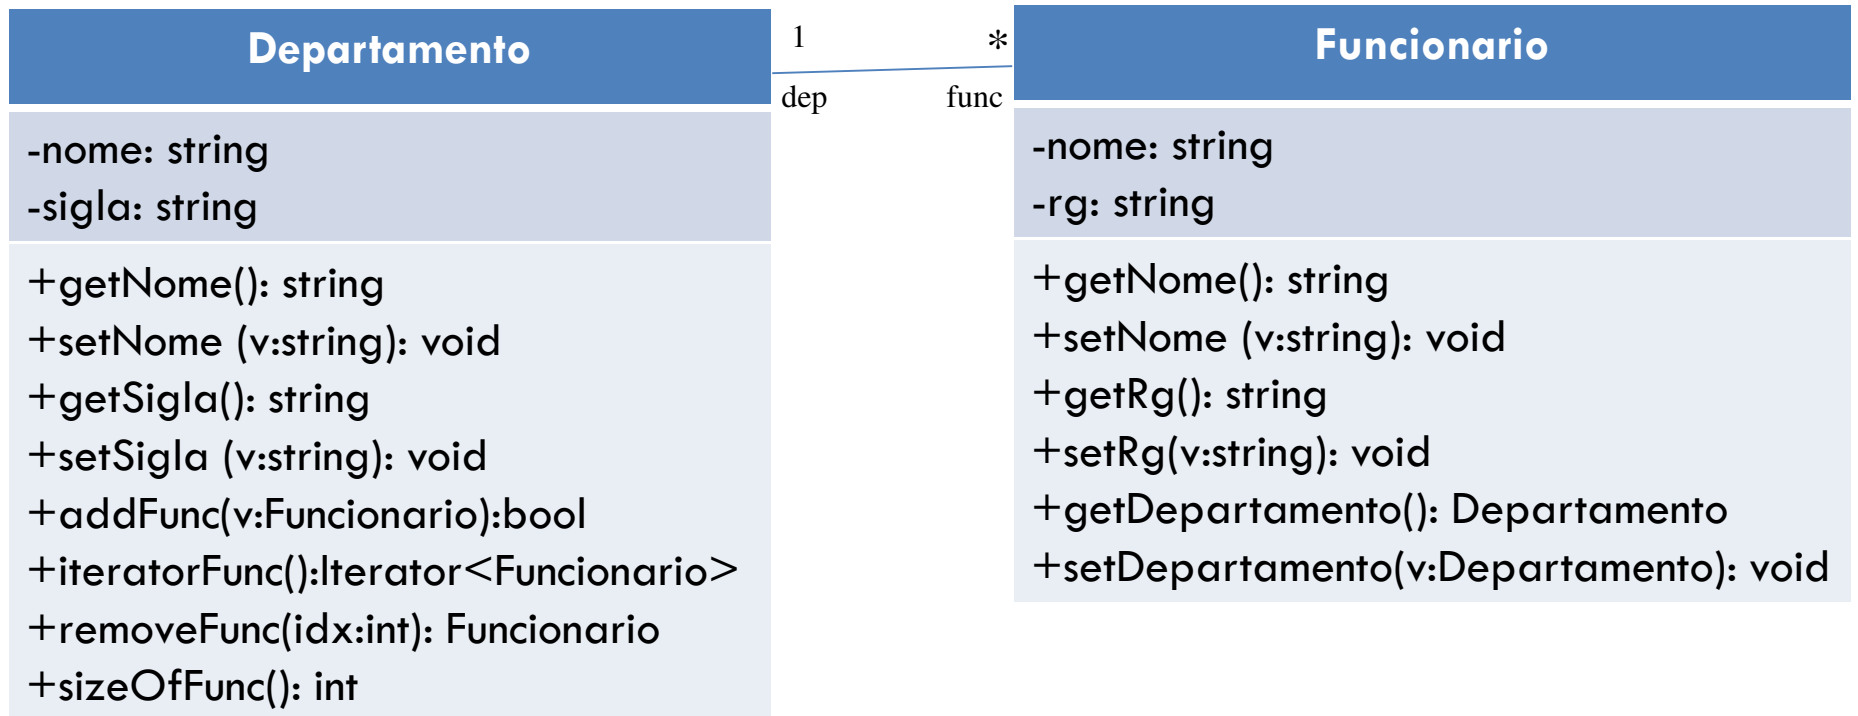 Departamento
-nome: string
-sigla: string
+getNome(): string
+setNome (v:string): void
+getSigla(): string
+setSigla (v:string): void
+addFunc(v:Funcionario):bool
+iteratorFunc():Iterator<Funcionario>
+removeFunc(idx:int): Funcionario
+sizeOfFunc(): int
1 *
dep func
Funcionario
-nome: string
-rg: string
+getNome(): string
+setNome (v:string): void
+getRg(): string
+setRg(v:string): void
+getDepartamento(): Departamento
+setDepartamento(v:Departamento): void